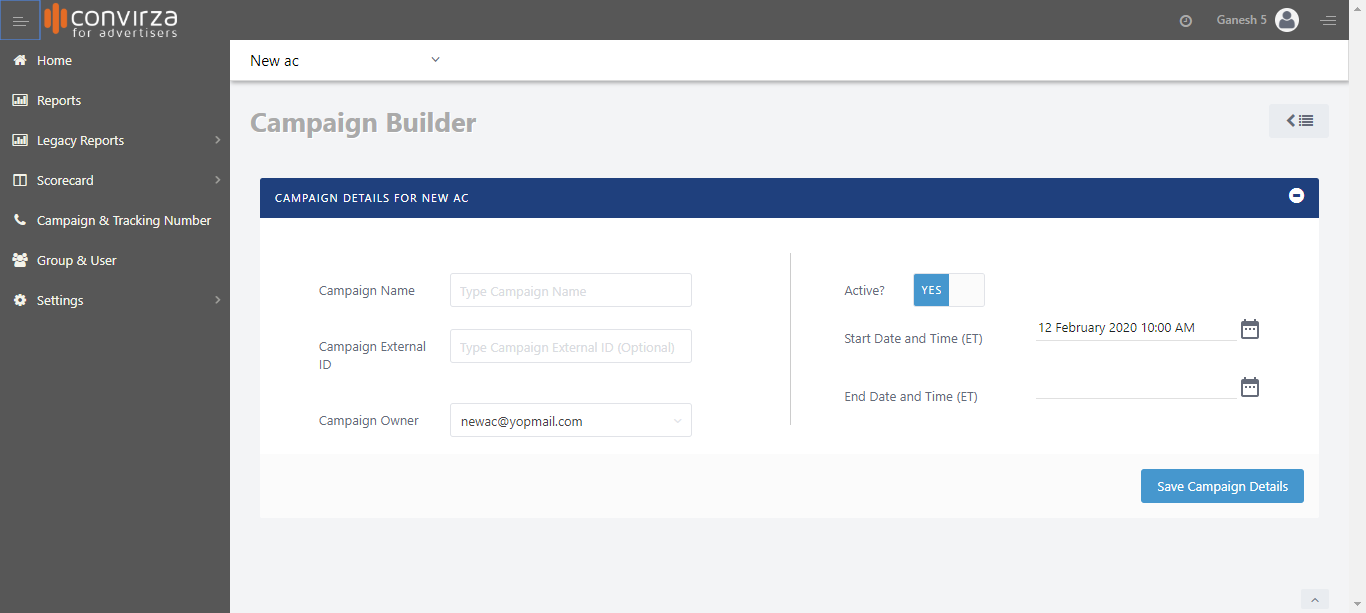 convirza
for advertisers
Ganesh 5
Home
Reports
Legacy Reports
Scorecard
Campaign & Tracking Number
Group & User
Settings
New ac
Campaign Builder
CAMPAIGN DETAILS FOR NEW AC
Campaign Name
Type Campaign Name
Campaign External
ID
Type Campaign External ID (Optional)
Campaign Owner
newac@yopmail.com
Active?
YES
Start Date and Time (ET)
12 February 2020 10:00 AM
End Date and Time (ET)
Save Campaign Details